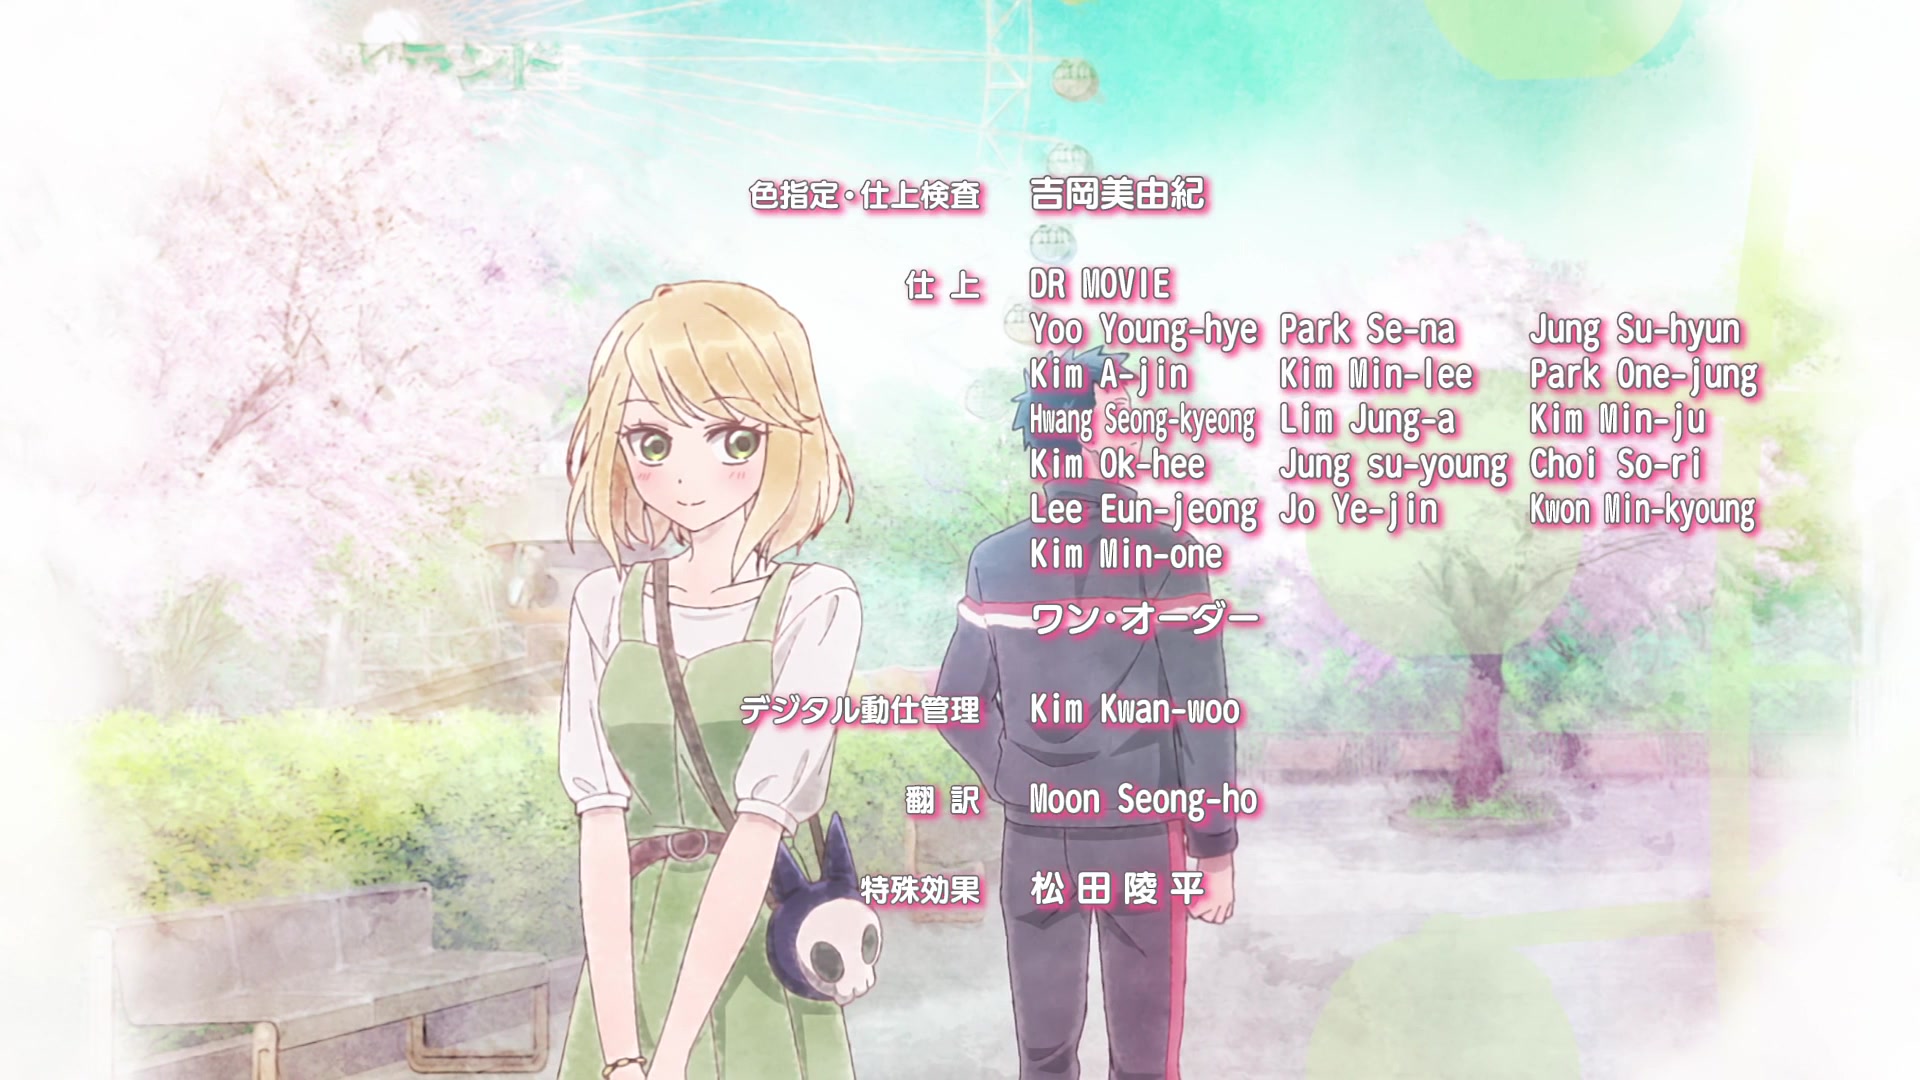 色指定・仕上検査 吉岡美由紀
仕 上 DR MOVIE
Yoo Young-hye Park Se-na Jung Su-hyun
Kim A-jin Kim Min-lee Park One-jung
Hwang Seong-kyeong Lim Jung-a Kim Min-ju
Kim Ok-hee Jung su-young Choi So-ri
Lee Eun-jeong Jo Ye-jin Kwon Min-kyoung
Kim Min-one
ワン・オーダー
デジタル動仕管理 Kim Kwan-woo
翻 訳 Moon Seong-ho
特殊効果 松 田 陵 平